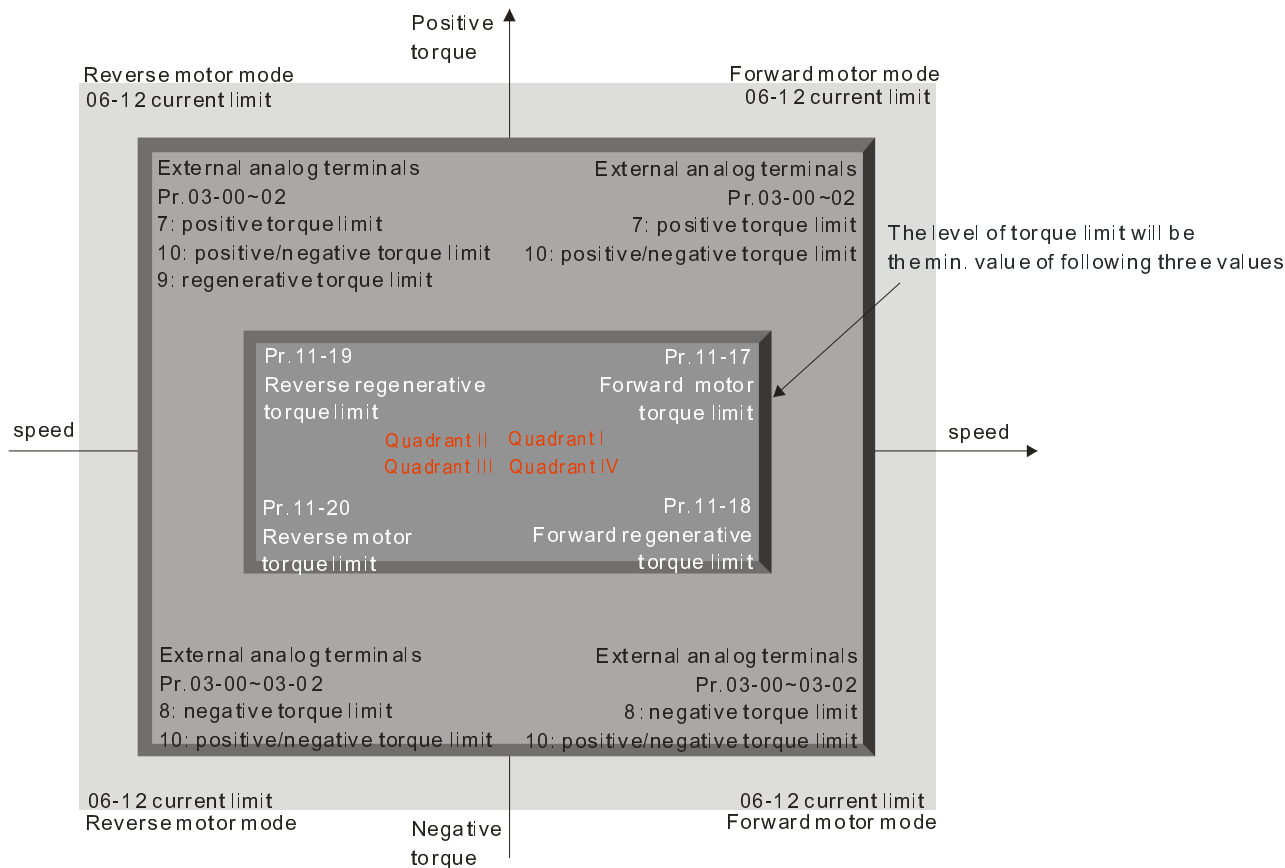 Positive
torque
Reverse motor mode
06-12 current limit
Forward motor mode
06-12 current limit
External analog terminals
Pr.03-00~02
7: positive torque limit
10: positive/negative torque limit
9: regenerative torque limit
External analog terminals
Pr.03-00~02
7: positive torque limit
10: positive/negative torque limit
The level of torque limit will be
the min. value of following three values
Pr.11-19
Reverse regenerative
torque limit
Pr.11-17
Forward motor
torque limit
speed
Quadrant II
Quadrant I
speed
Quadrant III
Quadrant IV
Pr.11-20
Reverse motor
torque limit
Pr.11-18
Forward regenerative
torque limit
External analog terminals
Pr.03-00~03-02
8: negative torque limit
10: positive/negative torque limit
External analog terminals
Pr.03-00~03-02
8: negative torque limit
10: positive/negative torque limit
06-12 current limit
Reverse motor mode
06-12 current limit
Forward motor mode
Negative
torque